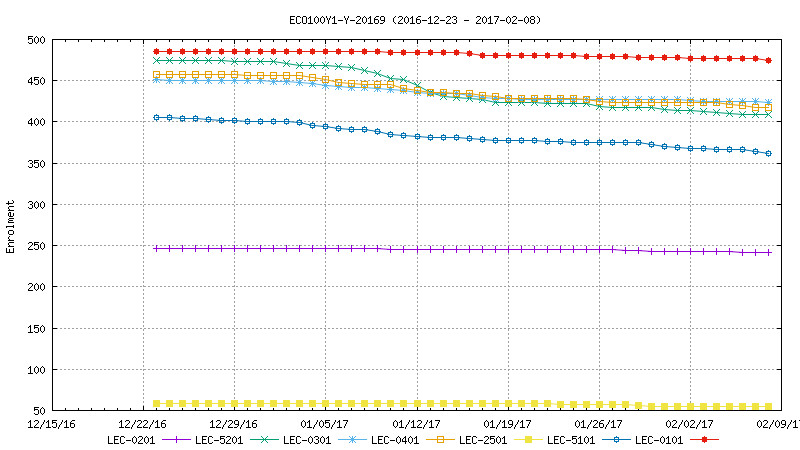 ECO100Y1-Y-20169 (2016-12-23 - 2017-02-08)
500
450
400
350
300
250
200
150
100
50
Enrolment
12/15/16 12/22/16 12/29/16 01/05/17 01/12/17 01/19/17 01/26/17 02/02/17 02/09/1
LEC-0201 LEC-5201 LEC-0301 LEC-0401 LEC-2501 LEC-5101 LEC-0101